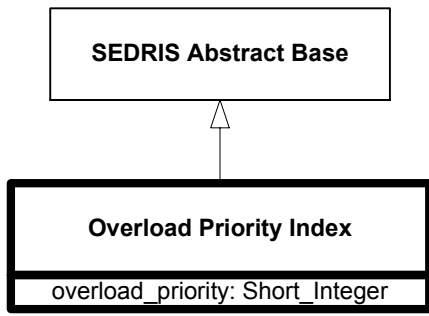 SEDRIS Abstract Base
Overload Priority Index
overload_priority: Short_Integer